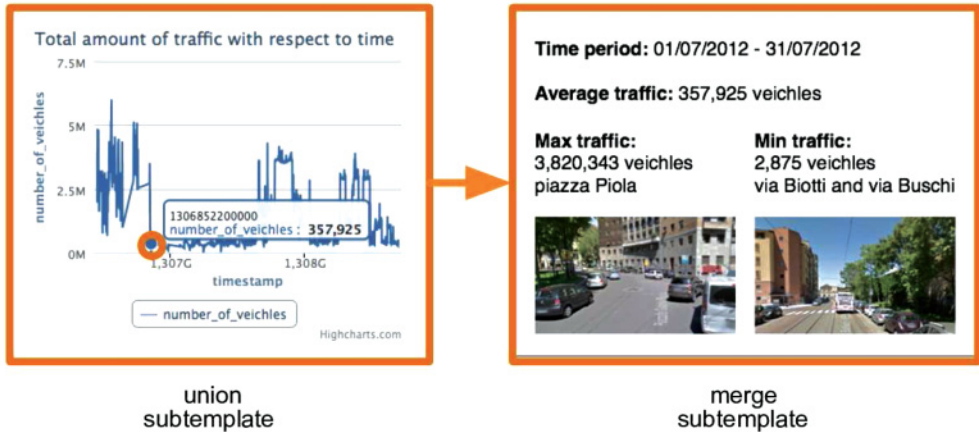 Total amount of traffic with respect to time
7.5M
5M
2.5M
0M
number_of_veichles
1306852200000
number_of_veichles : 357,925
1,307G
1,308G
timestamp
number_of_veichles
Highcharts.com
union
subtemplate
Time period: 01/07/2012 - 31/07/2012
Average traffic: 357,925 veichles
Max traffic:
3,820,343 veichles
piazza Piola
Min traffic:
2,875 veichles
via Biotti and via Buschi
merge
subtemplate